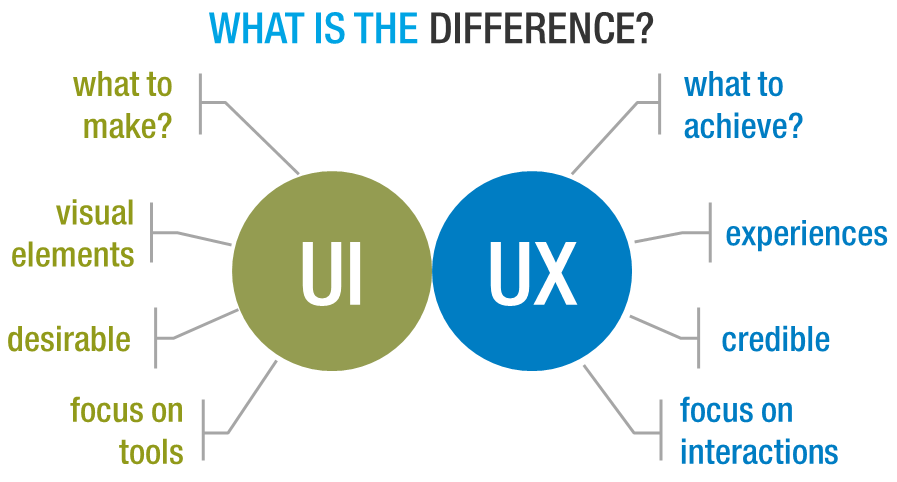 WHAT IS THE DIFFERENCE?
what to
make?
visual
elements
desirable
focus on
tools
UI
UX
what to
achieve?
experiences
credible
focus on
interactions